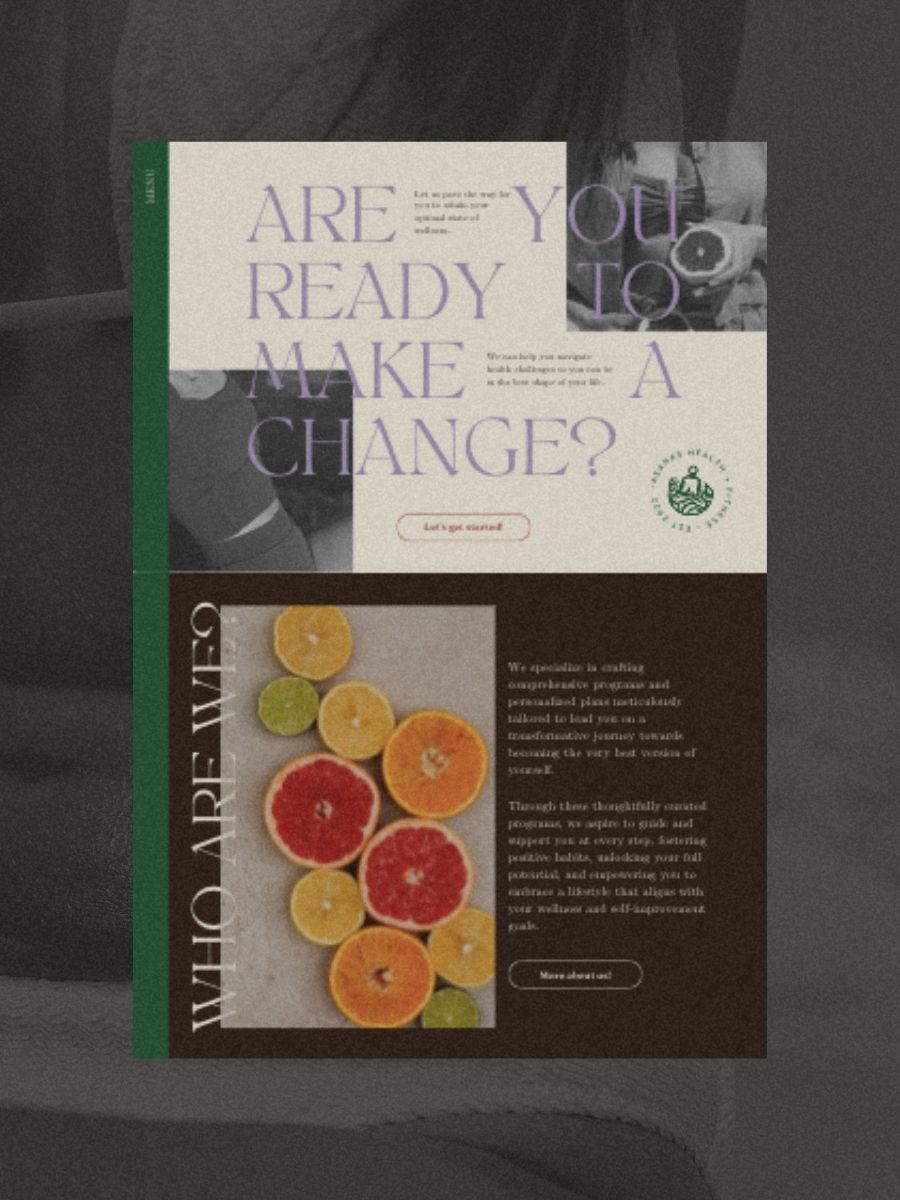 MENU
ARE YOU
Let us pave the way for
you to attain your
optimal state of
wellness..
READY TO
MAKE A
We can help you navigate
health challenges so you can be
in the best shape of your life.
CHANGE?
ASANAS HEALTH + FITNESS - EST 2022
Let's get started!
WHO ARE WE?
We specialize in crafting
comprehensive programs and
personalized plans meticulously
tailored to lead you on a
transformative journey towards
becoming the very best version of
yourself.
Through these thoughtfully curated
programs, we aspire to guide and
support you at every step, fostering
positive habits, unlocking your full
potential, and empowering you to
embrace a lifestyle that aligns with
your wellness and self-improvement
goals.
More about us!